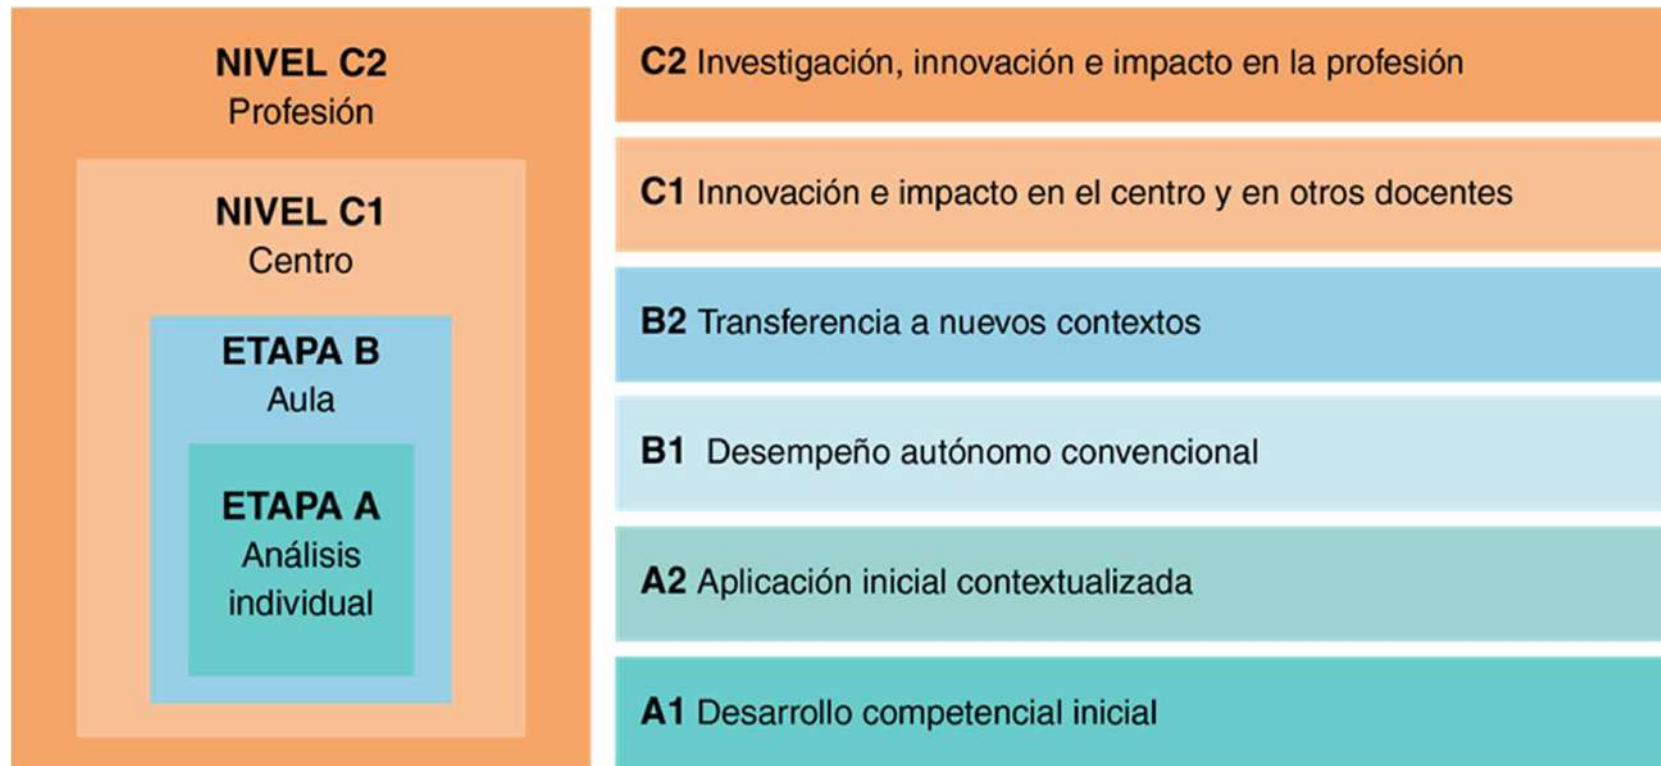 NIVEL C2
Profesión
NIVEL C1
Centro
ETAPA B
Aula
ETAPA A
Análisis
individual
C2 Investigación, innovación e impacto en la profesión
C1 Innovación e impacto en el centro y en otros docentes
B2 Transferencia a nuevos contextos
B1 Desempeño autónomo convencional
A2 Aplicación inicial contextualizada
A1 Desarrollo competencial inicial